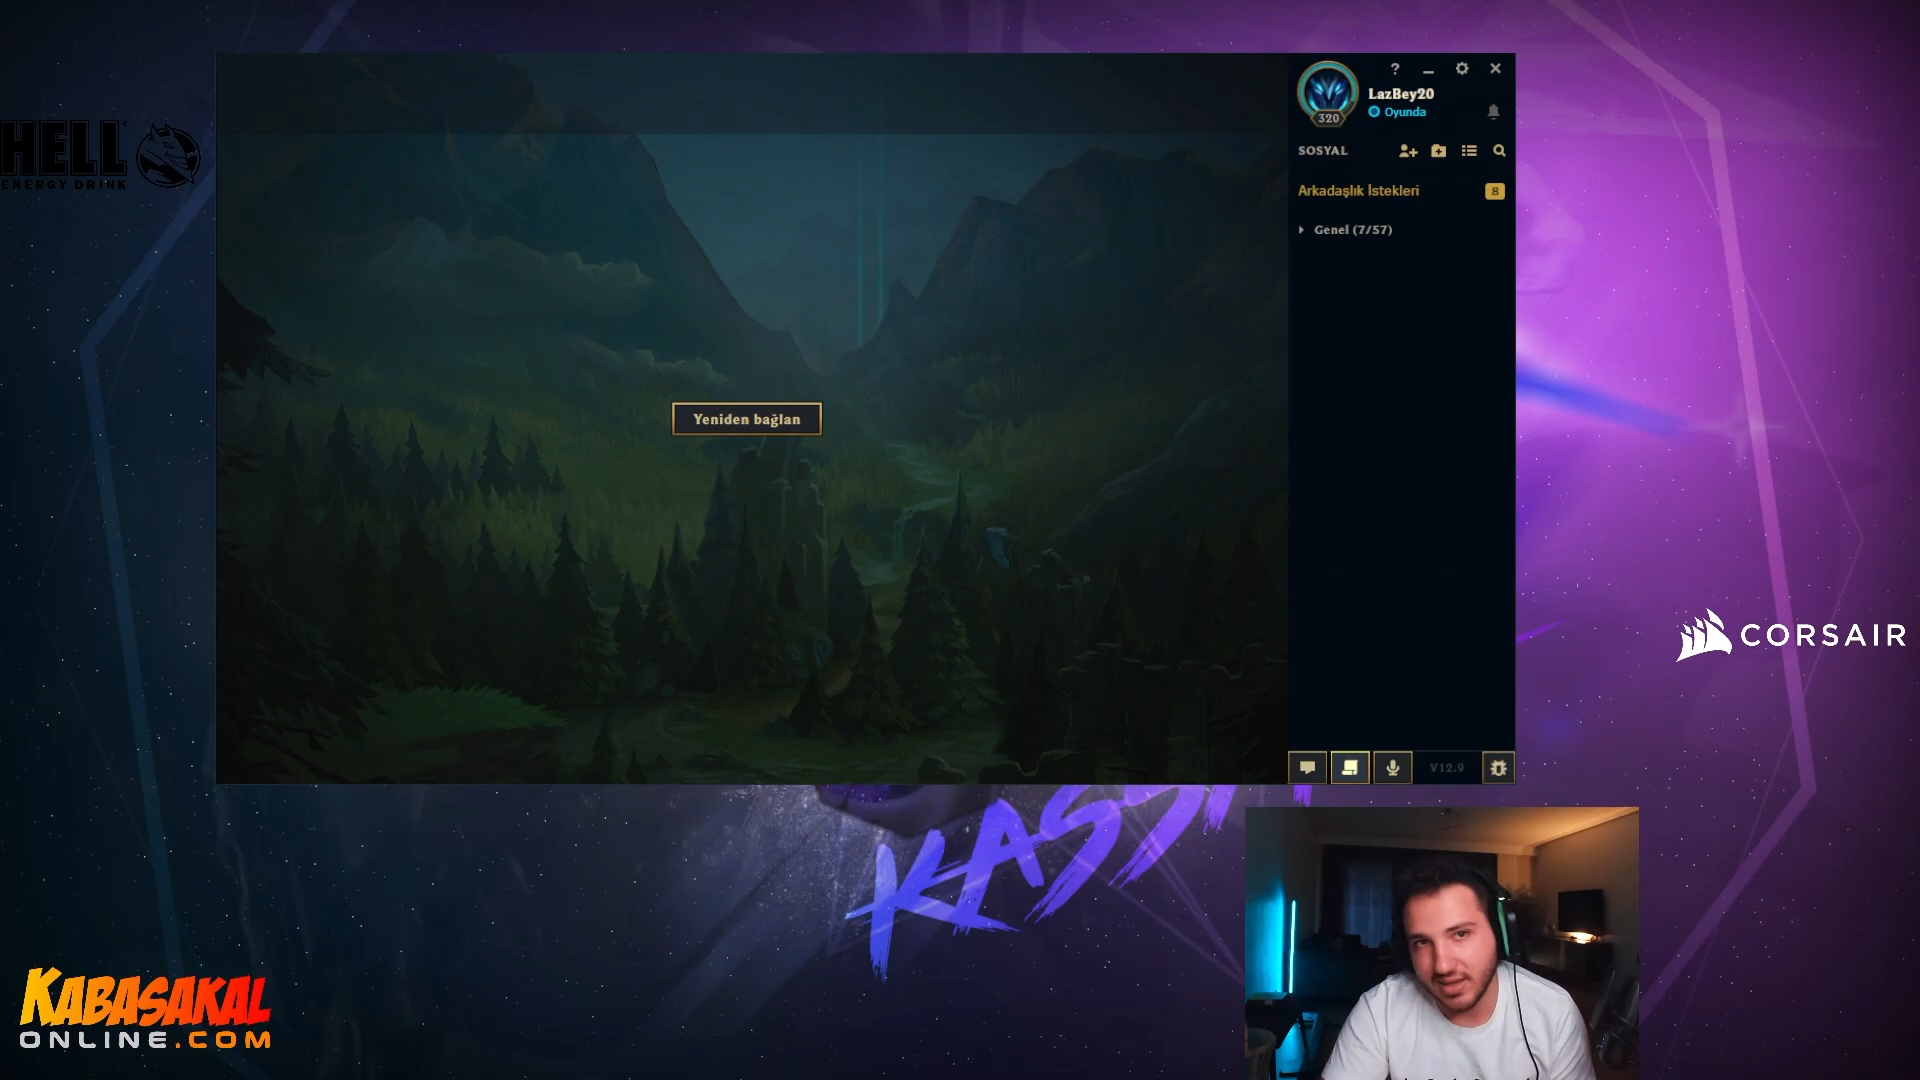 HELL
ENERGY DRINK
?
LazBey20
Oyunda
320
SOSYAL
Arkadaşlık İstekleri
8
Genel (7/57)
Yeniden bağlan
CORSAIR
V12.9
KASS
KABASAKAL
ONLINE.COM